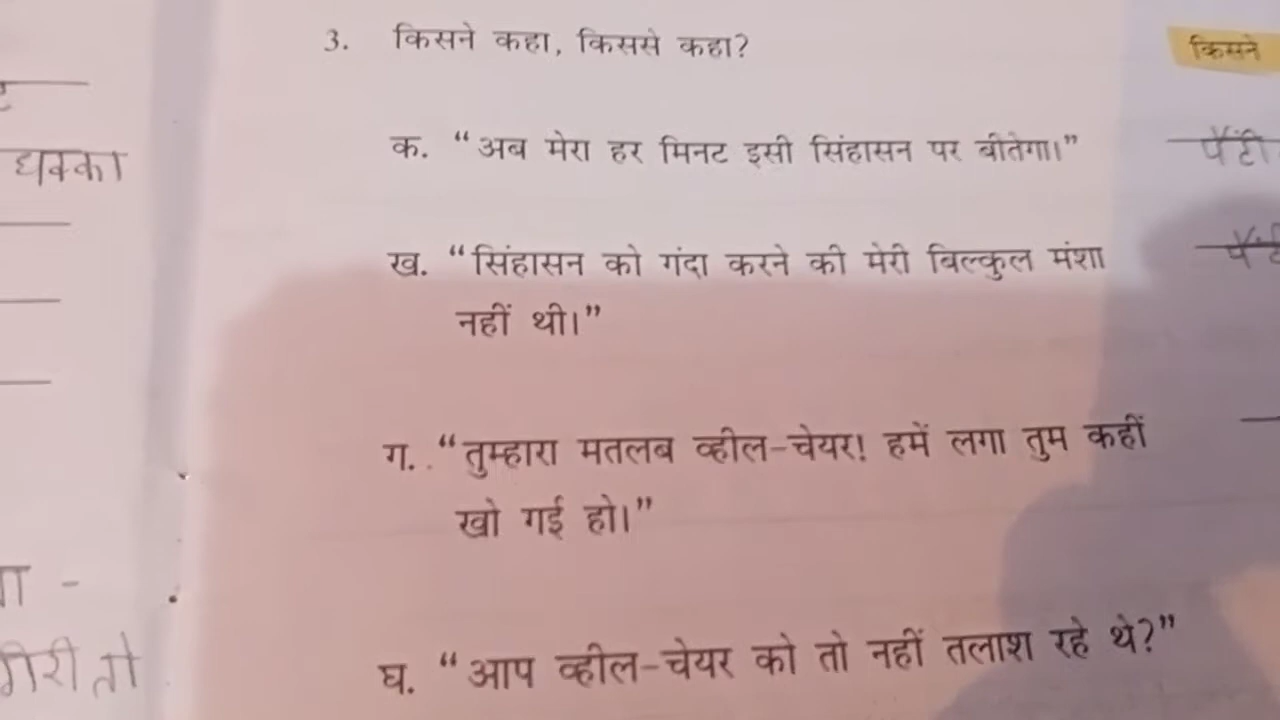 3. किसने कहा, किससे कहा?
किसने
क. “अब मेरा हर मिनट इसी सिंहासन पर बीतेगा।”
पैंटी
धक्का
ख. “सिंहासन को गंदा करने की मेरी बिल्कुल मंशा
नहीं थी।”
ग. “तुम्हारा मतलब व्हील-चेयर! हमें लगा तुम कहीं
खो गई हो।”
घ. “आप व्हील-चेयर को तो नहीं तलाश रहे थे?”
तो